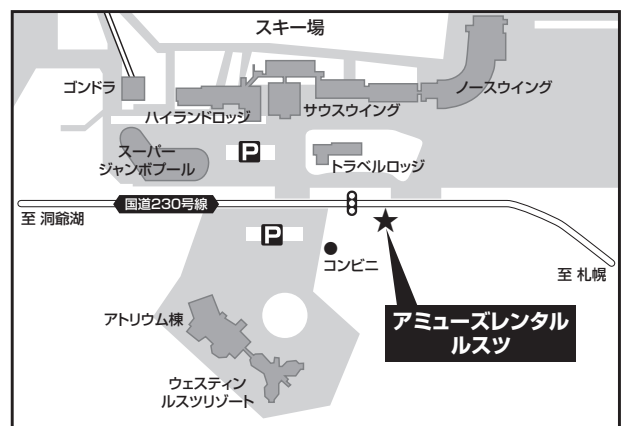 スキー場
ゴンドラ
ハイランドロッジ
サウスウイング
ノースウイング
スーパー
ジャンボプール
P
トラベルロッジ
国道230号線
至 洞爺湖
P
コンビニ
至 札幌
アミューズレンタル
ルスツ
アトリウム棟
ウェスティン
ルスツリゾート